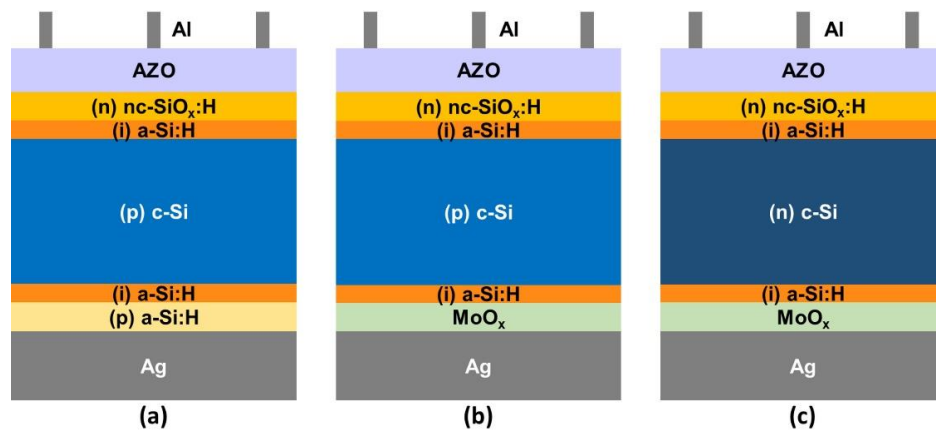 Al
AZO
(n) nc-SiOₓ:H
(i) a-Si:H
(p) c-Si
(i) a-Si:H
(p) a-Si:H
Ag
(a)
Al
AZO
(n) nc-SiOₓ:H
(i) a-Si:H
(p) c-Si
(i) a-Si:H
MoOₓ
Ag
(b)
Al
AZO
(n) nc-SiOₓ:H
(i) a-Si:H
(n) c-Si
(i) a-Si:H
MoOₓ
Ag
(c)